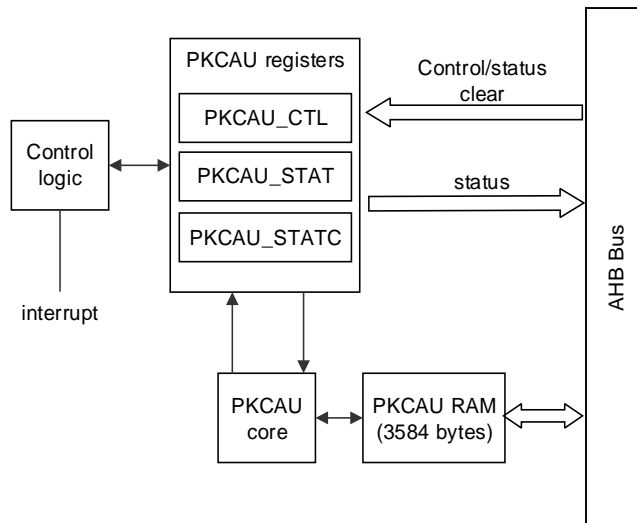 PKCAU registers
PKCAU_CTL
PKCAU_STAT
PKCAU_STATC
Control
logic
interrupt
Control/status
clear
status
AHB Bus
PKCAU
core
PKCAU RAM
(3584 bytes)